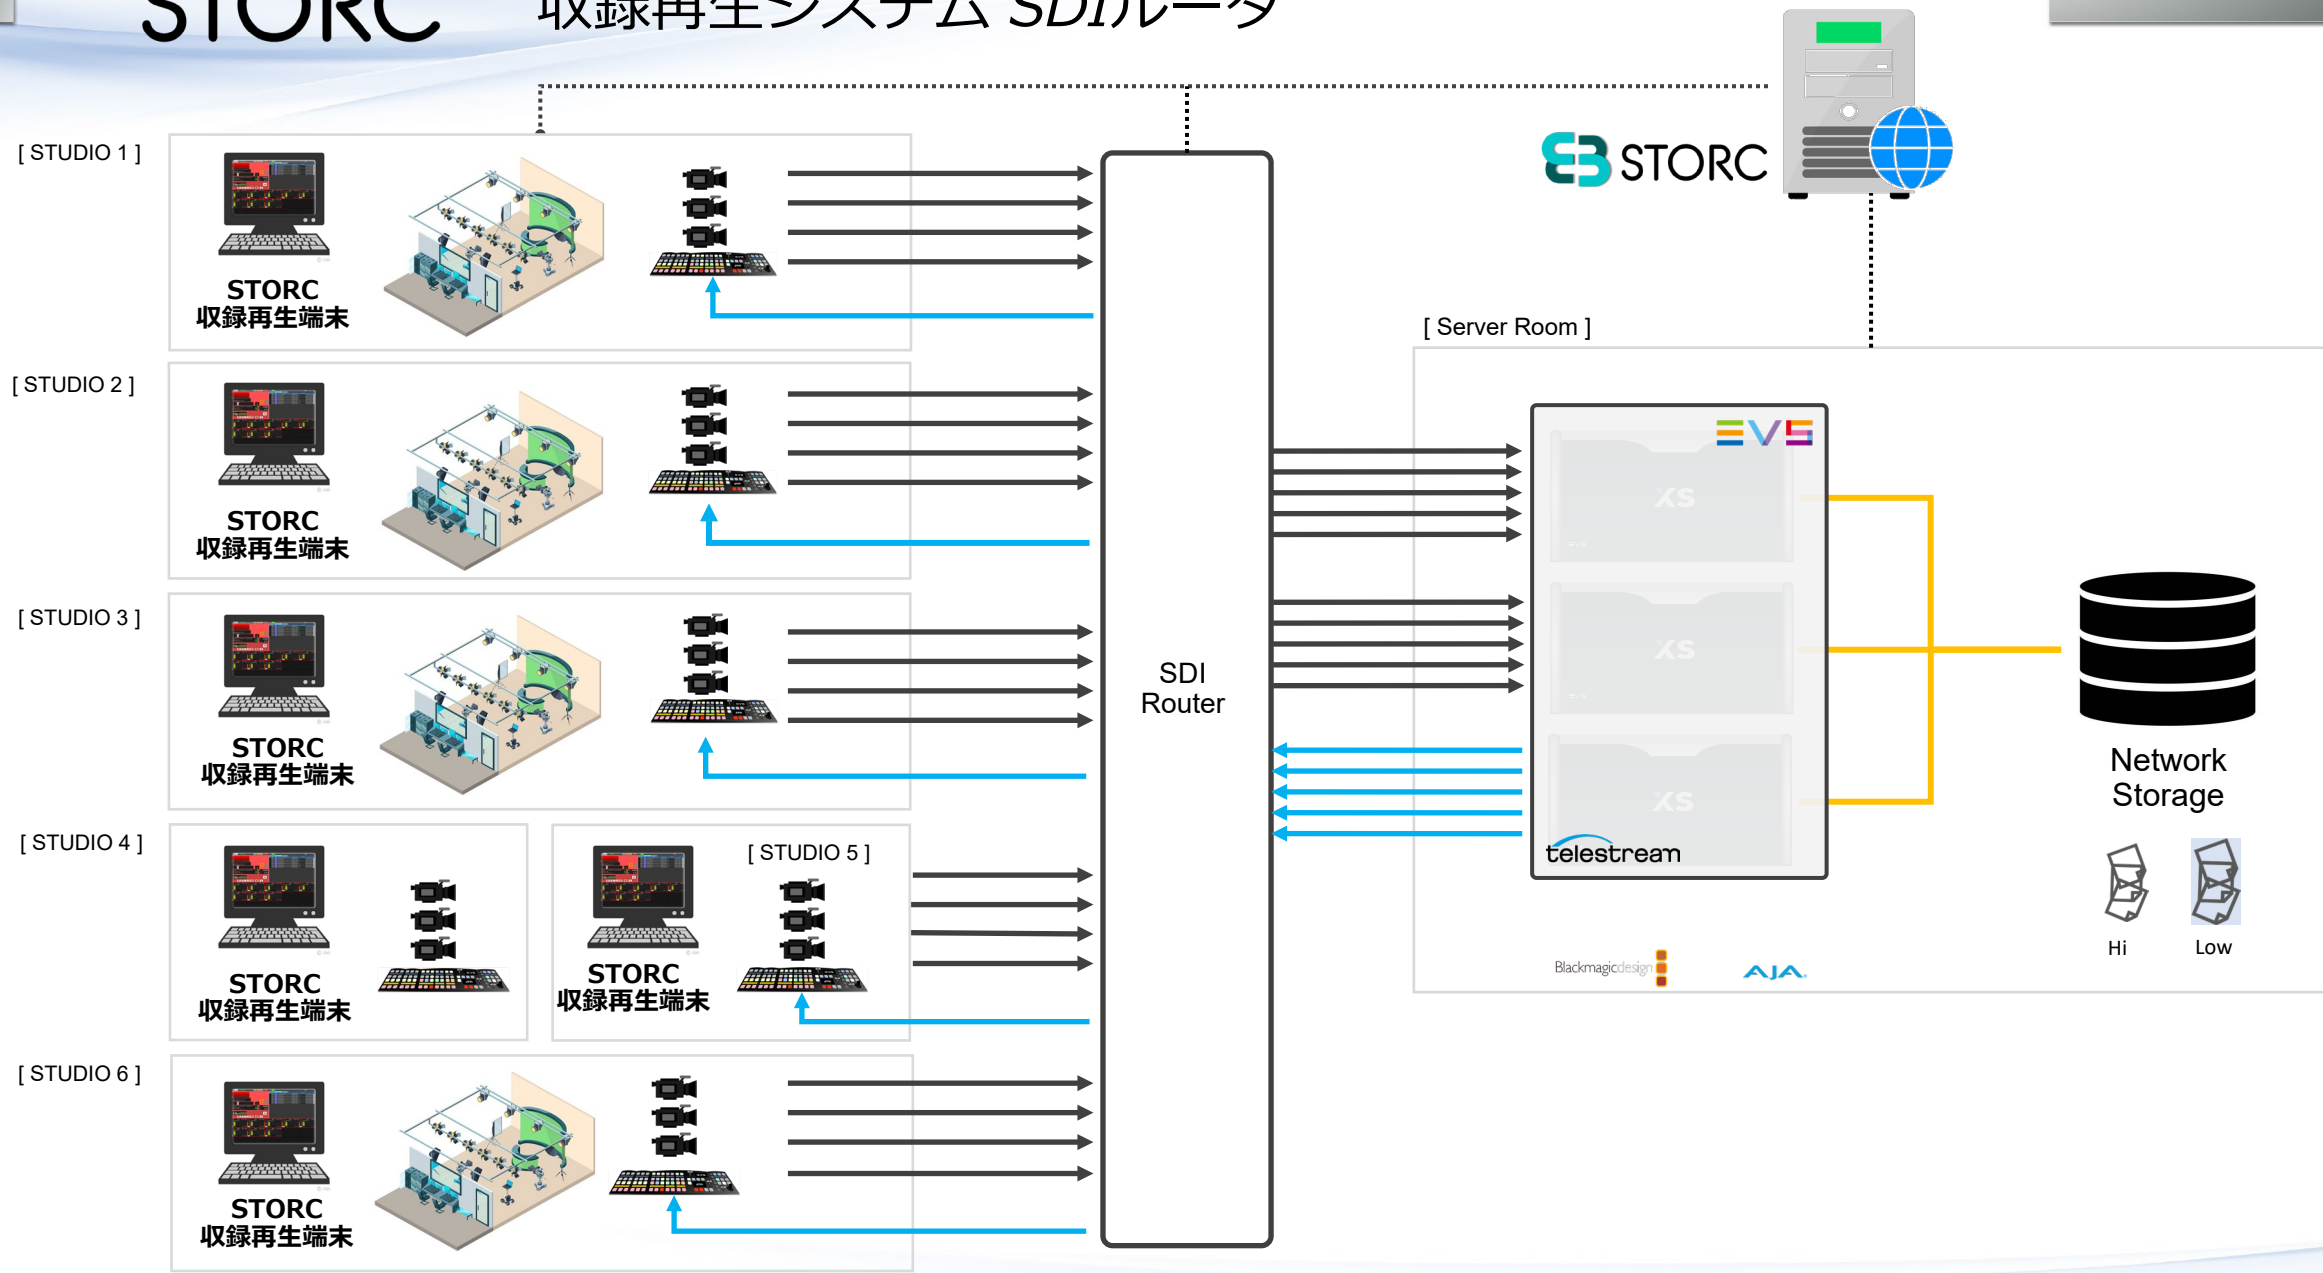 STORC 収録再生システム SDIルータ
[ STUDIO 1 ]
STORC
収録再生端末
[ STUDIO 2 ]
STORC
収録再生端末
[ STUDIO 3 ]
STORC
収録再生端末
[ STUDIO 4 ]
STORC
収録再生端末
[ STUDIO 5 ]
STORC
収録再生端末
[ STUDIO 6 ]
STORC
収録再生端末
SDI
Router
STORC
[ Server Room ]
EVS
XS
XS
XS
telestream
Blackmagicdesign
AJA
Network
Storage
Hi
Low